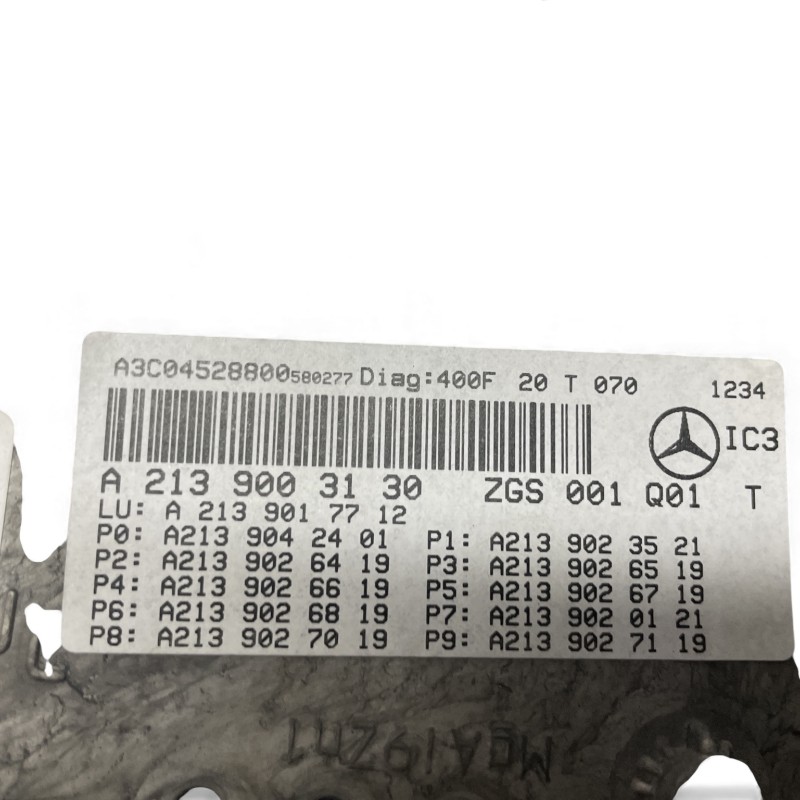 A3C04528800580277 Diag:400F 20 T 070 1234
IC3
A 213 900 31 30 ZGS 001 Q01 T
LU: A 213 901 77 12
P0: A213 904 24 01 P1: A213 902 35 21
P2: A213 902 64 19 P3: A213 902 65 19
P4: A213 902 66 19 P5: A213 902 67 19
P6: A213 902 68 19 P7: A213 902 01 21
P8: A213 902 70 19 P9: A213 902 71 19